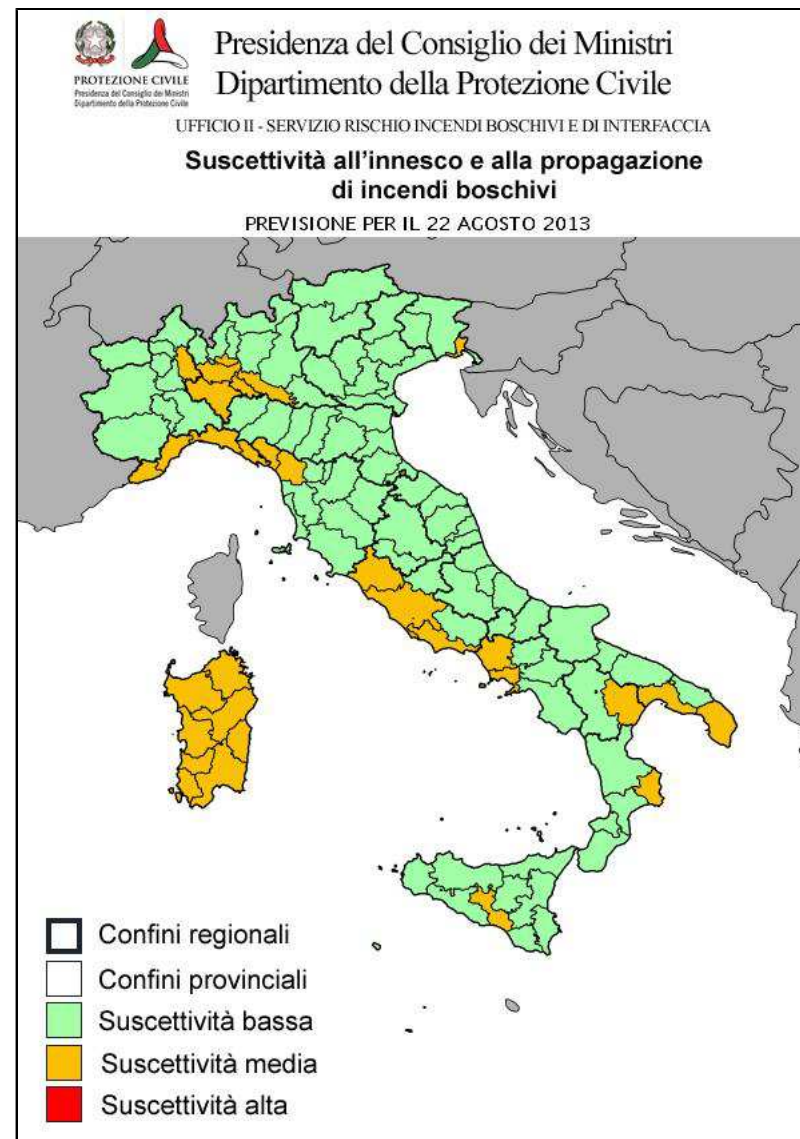 Presidenza del Consiglio dei Ministri
Dipartimento della Protezione Civile
PROTEZIONE CIVILE
Presidenza del Consiglio dei Ministri
Dipartimento della Protezione Civile
UFFICIO II - SERVIZIO RISCHIO INCENDI BOSCHIVI E DI INTERFACCIA
Suscettività all'innesco e alla propagazione
di incendi boschivi
PREVISIONE PER IL 22 AGOSTO 2013
Confini regionali
Confini provinciali
Suscettività bassa
Suscettività media
Suscettività alta